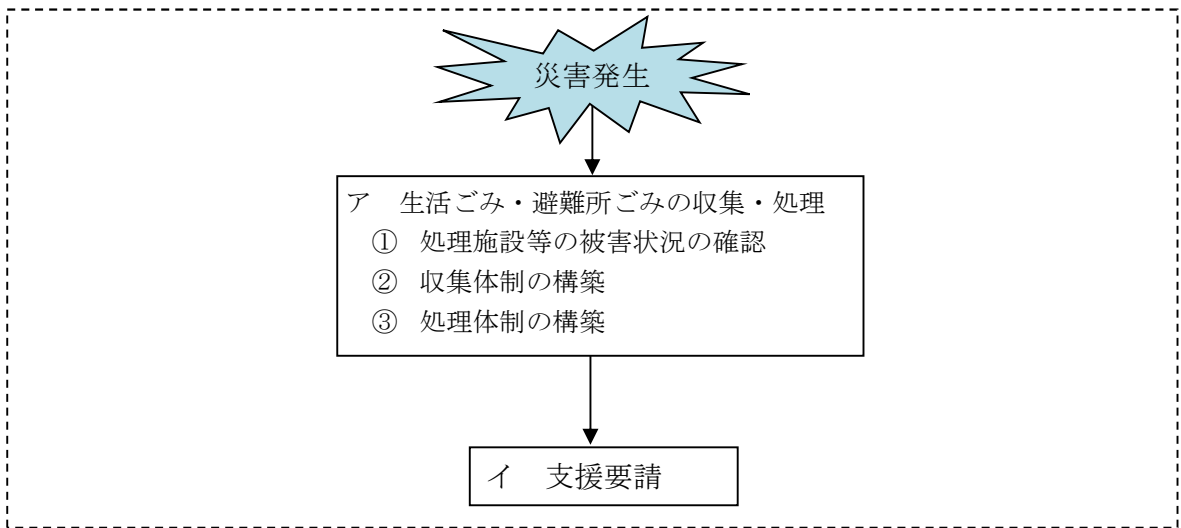 災害発生
ア　生活ごみ・避難所ごみの収集・処理
①　処理施設等の被害状況の確認
②　収集体制の構築
③　処理体制の構築
イ　支援要請